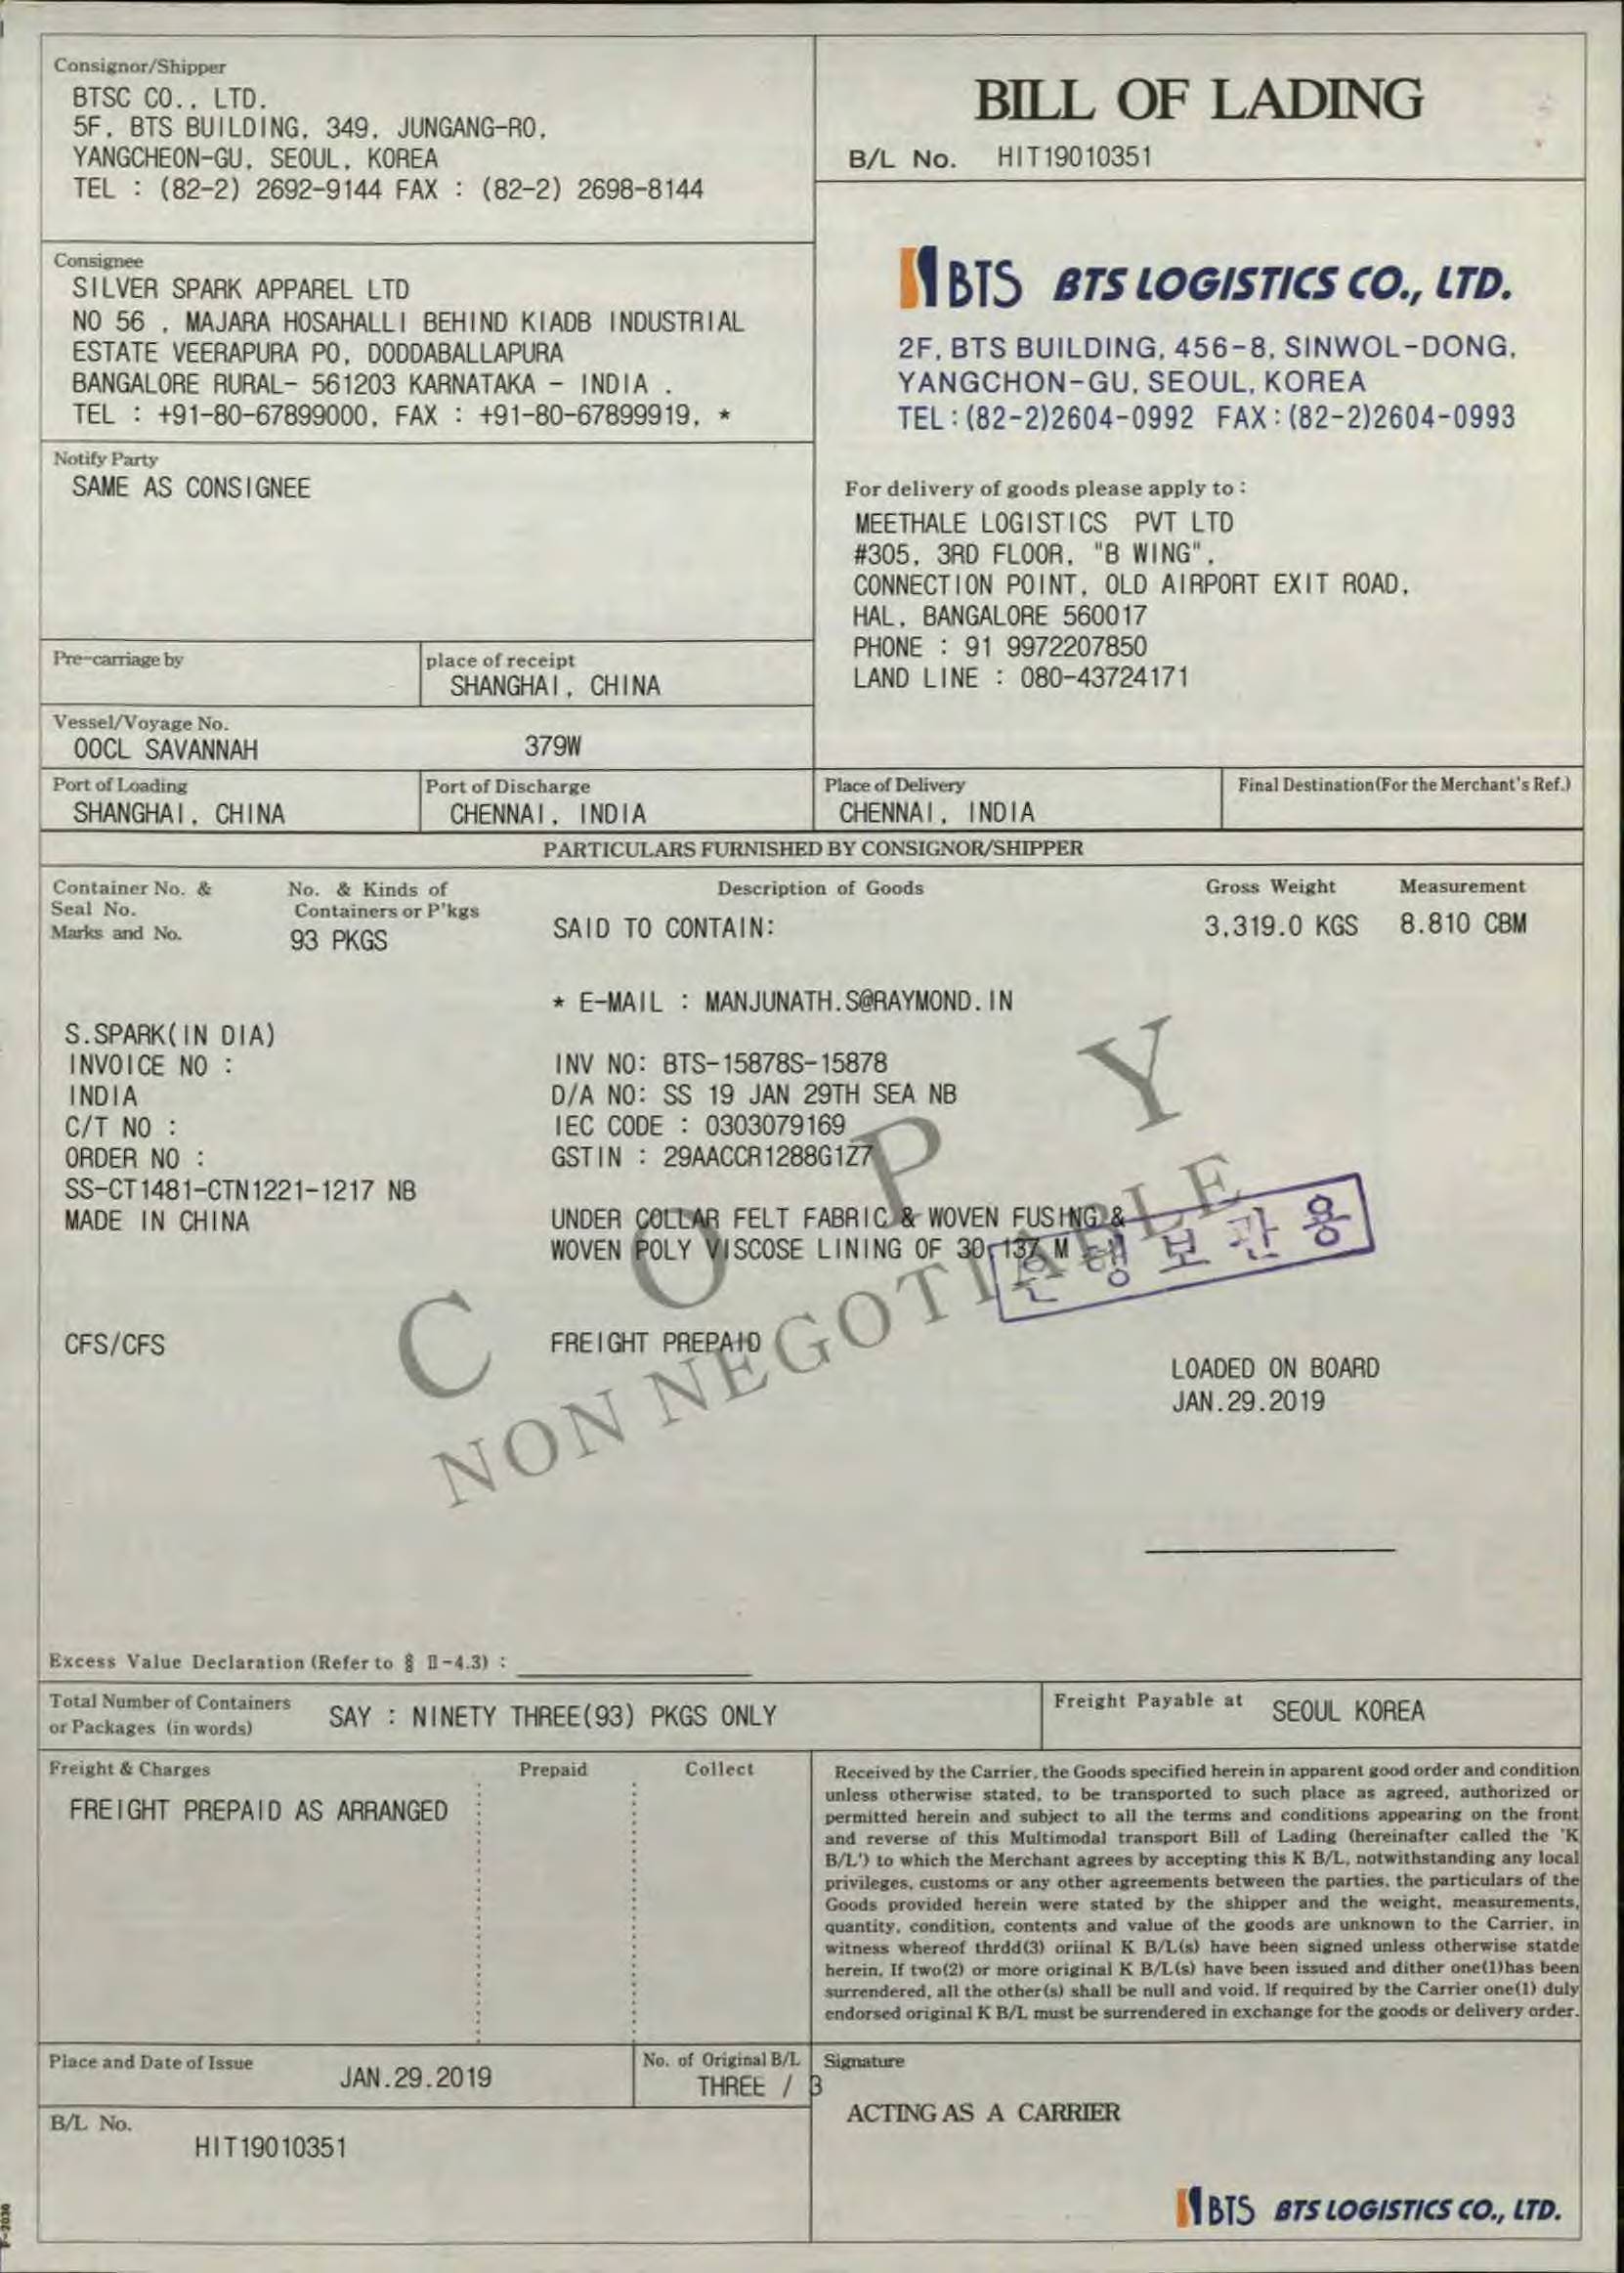 Consignor/Shipper
BTSC CO., LTD.
5F, BTS BUILDING, 349, JUNGANG-RO,
YANGCHEON-GU, SEOUL, KOREA
TEL : (82-2) 2692-9144 FAX : (82-2) 2698-8144
BILL OF LADING
B/L No. HIT19010351
Consignee
SILVER SPARK APPAREL LTD
NO 56 , MAJARA HOSAHALLI BEHIND KIADB INDUSTRIAL
ESTATE VEERAPURA PO, DODDABALLAPURA
BANGALORE RURAL- 561203 KARNATAKA - INDIA .
TEL : +91-80-67899000, FAX : +91-80-67899919, *
BTS BTS LOGISTICS CO., LTD.
2F, BTS BUILDING, 456-8, SINWOL-DONG,
YANGCHON-GU, SEOUL, KOREA
TEL : (82-2)2604-0992 FAX : (82-2)2604-0993
Notify Party
SAME AS CONSIGNEE
For delivery of goods please apply to :
MEETHALE LOGISTICS PVT LTD
#305, 3RD FLOOR, "B WING",
CONNECTION POINT, OLD AIRPORT EXIT ROAD,
HAL, BANGALORE 560017
PHONE : 91 9972207850
LAND LINE : 080-43724171
Pre-carriage by
place of receipt
SHANGHAI, CHINA
Vessel/Voyage No.
OOCL SAVANNAH 379W
Port of Loading
SHANGHAI, CHINA
Port of Discharge
CHENNAI, INDIA
Place of Delivery
CHENNAI, INDIA
Final Destination(For the Merchant's Ref.)
PARTICULARS FURNISHED BY CONSIGNOR/SHIPPER
Container No. &
Seal No.
Marks and No.
No. & Kinds of
Containers or P'kgs
93 PKGS
Description of Goods
SAID TO CONTAIN:
Gross Weight
3,319.0 KGS
Measurement
8.810 CBM
* E-MAIL : MANJUNATH.S@RAYMOND.IN
S.SPARK(IN DIA)
INVOICE NO : INV NO: BTS-15878S-15878
INDIA D/A NO: SS 19 JAN 29TH SEA NB
C/T NO : IEC CODE : 0303079169
ORDER NO : GSTIN : 29AACCR1288G1Z7
SS-CT1481-CTN1221-1217 NB
MADE IN CHINA UNDER COLLAR FELT FABRIC & WOVEN FUSING &
WOVEN POLY VISCOSE LINING OF 30,137 M
은행보관용
COPY
NON NEGOTIABLE
CFS/CFS FREIGHT PREPAID
LOADED ON BOARD
JAN.29.2019
Excess Value Declaration (Refer to § Ⅱ-4.3) :
Total Number of Containers
or Packages (in words)
SAY : NINETY THREE(93) PKGS ONLY
Freight Payable at SEOUL KOREA
Freight & Charges Prepaid Collect
FREIGHT PREPAID AS ARRANGED
Received by the Carrier, the Goods specified herein in apparent good order and condition
unless otherwise stated, to be transported to such place as agreed, authorized or
permitted herein and subject to all the terms and conditions appearing on the front
and reverse of this Multimodal transport Bill of Lading (hereinafter called the 'K
B/L') to which the Merchant agrees by accepting this K B/L, notwithstanding any local
privileges, customs or any other agreements between the parties, the particulars of the
Goods provided herein were stated by the shipper and the weight, measurements,
quantity, condition, contents and value of the goods are unknown to the Carrier, in
witness whereof thrdd(3) oriinal K B/L(s) have been signed unless otherwise statde
herein. If two(2) or more original K B/L(s) have been issued and dither one(1)has been
surrendered, all the other(s) shall be null and void. If required by the Carrier one(1) duly
endorsed original K B/L must be surrendered in exchange for the goods or delivery order.
Place and Date of Issue JAN.29.2019
No. of Original B/L
THREE / 3
Signature
ACTING AS A CARRIER
B/L No.
HIT19010351
BTS BTS LOGISTICS CO., LTD.
F-2030